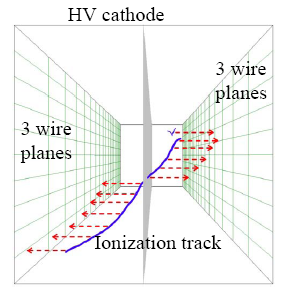 HV cathode
3 wire
planes
3 wire
planes
Ionization track